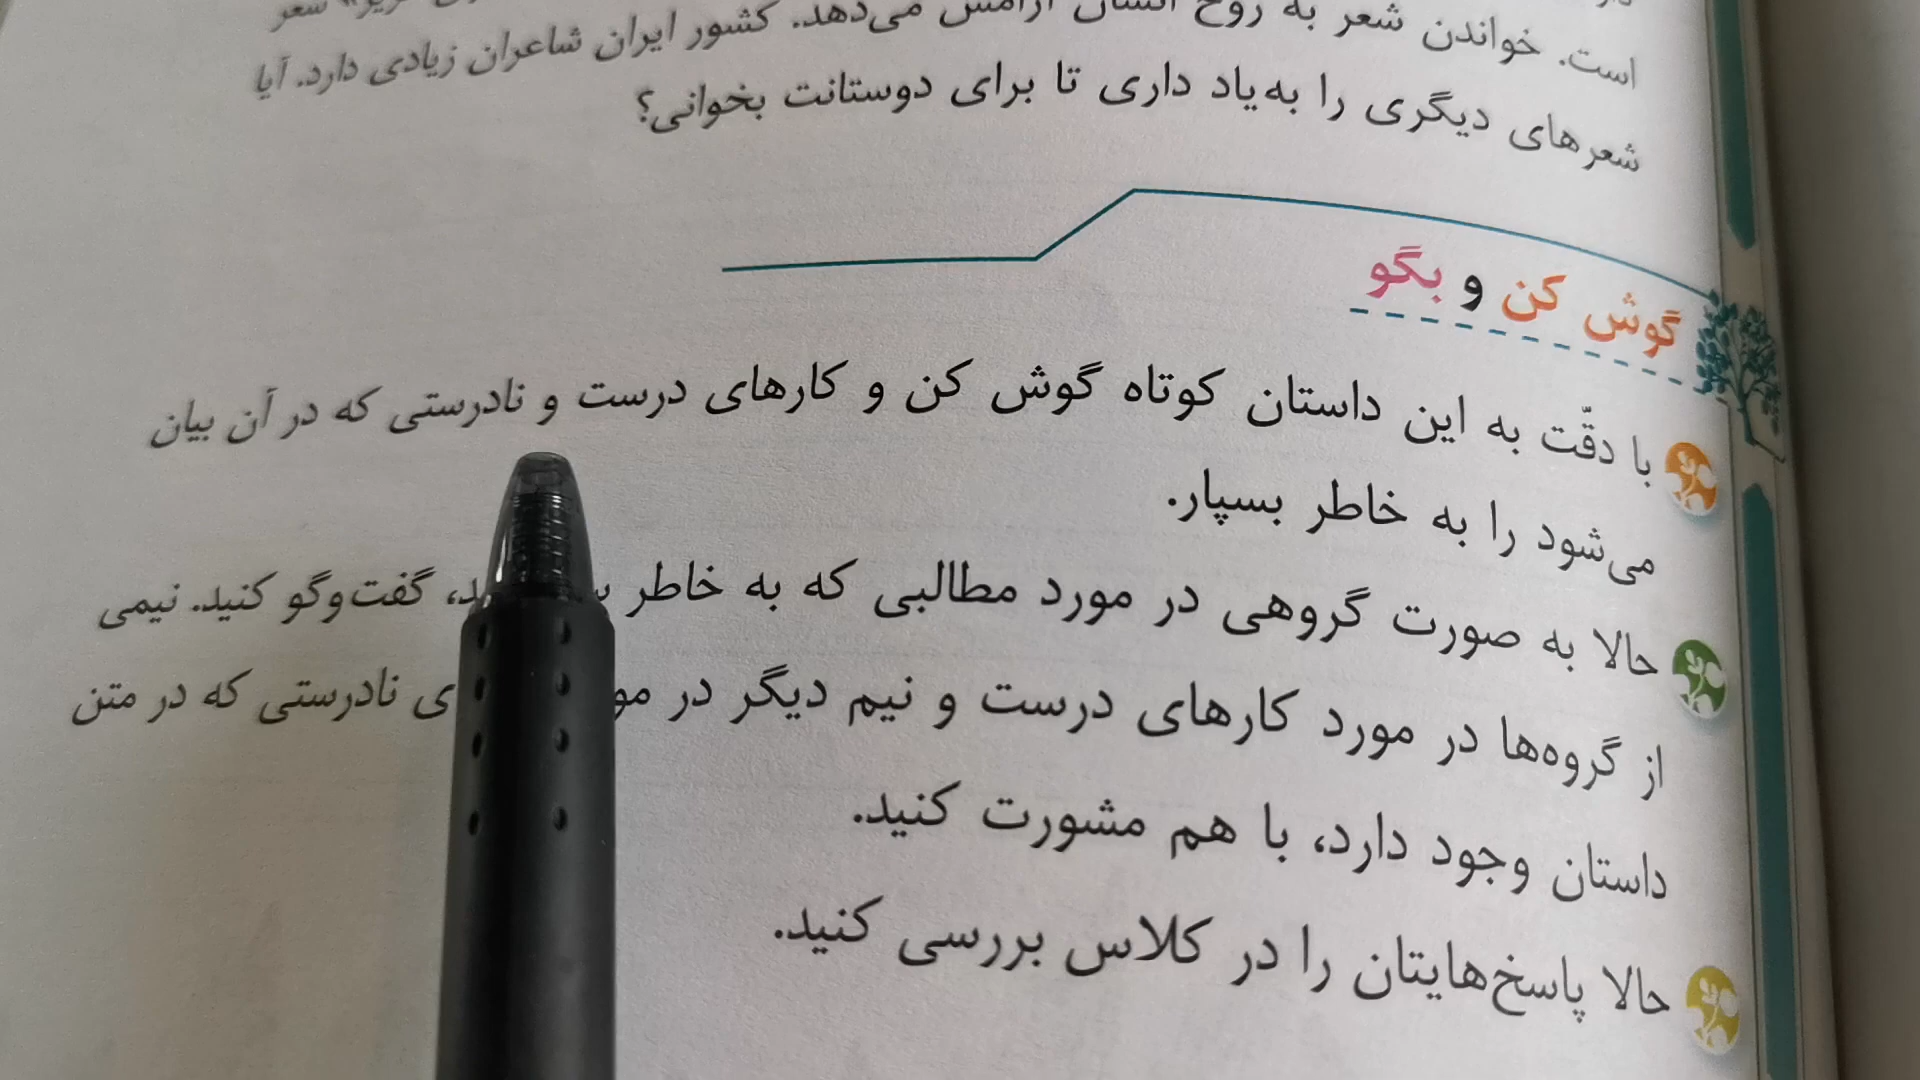 است. خواندن شعر به روح انسان آرامش می‌دهد. کشور ایران شاعران زیادی دارد. آیا
شعرهای دیگری را به‌یاد داری تا برای دوستانت بخوانی؟
گوش کن و بگو
با دقّت به این داستان کوتاه گوش کن و کارهای درست و نادرستی که در آن بیان
می‌شود را به خاطر بسپار.
حالا به صورت گروهی در مورد مطالبی که به خاطر گفت‌وگو کنید. نیمی
از گروه‌ها در مورد کارهای درست و نیم دیگر در نادرستی که در متن
داستان وجود دارد، با هم مشورت کنید.
حالا پاسخ‌هایتان را در کلاس بررسی کنید.